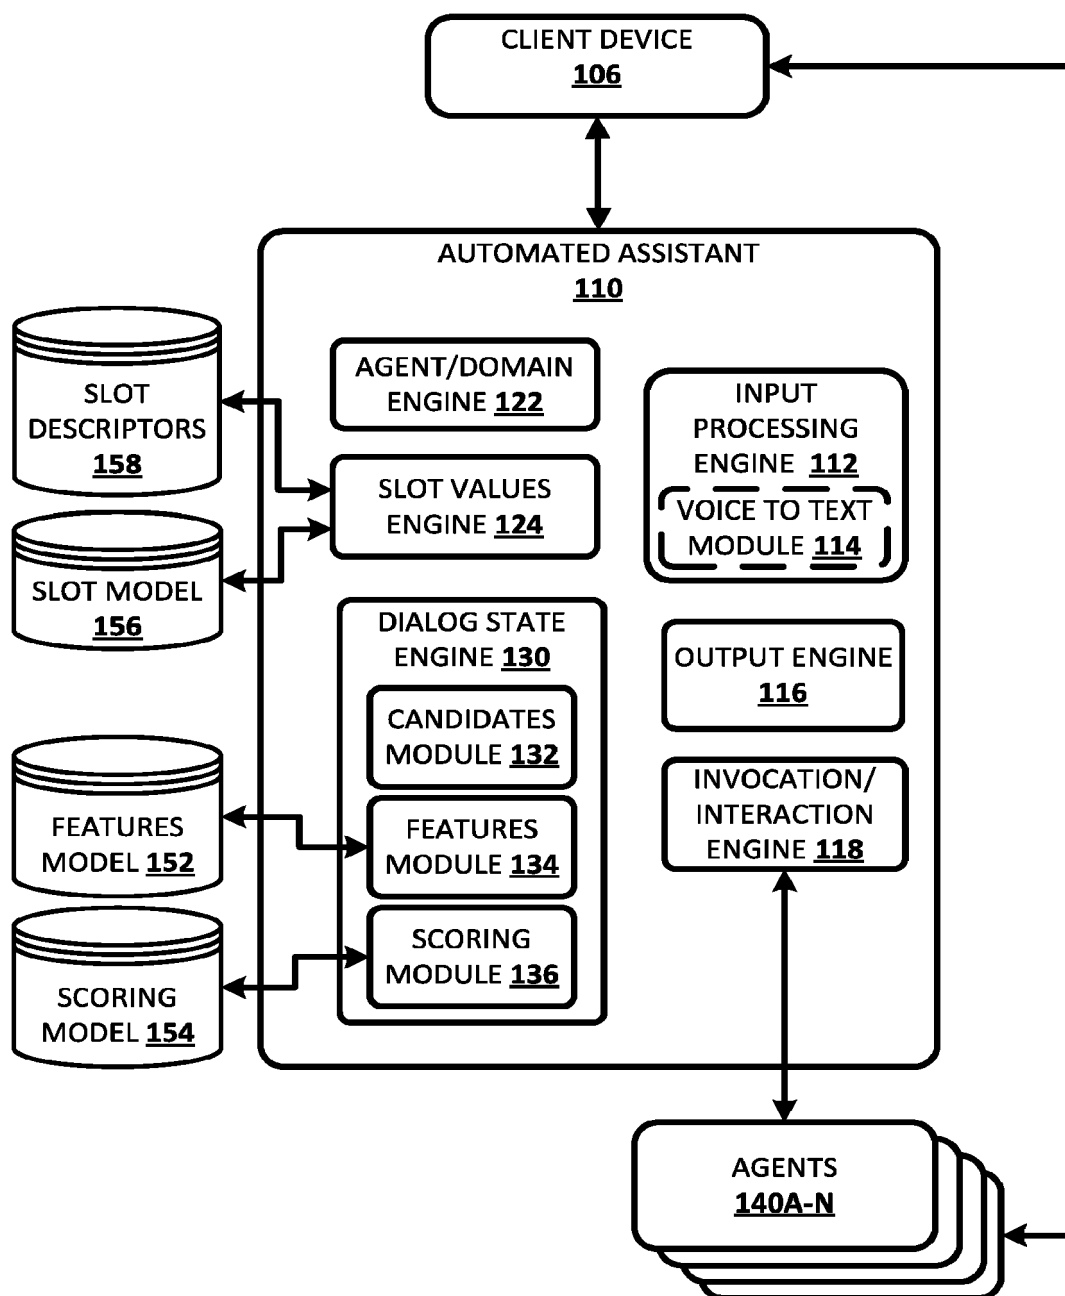 CLIENT DEVICE
106
AUTOMATED ASSISTANT
110
SLOT
DESCRIPTORS
158
SLOT MODEL
156
FEATURES
MODEL 152
SCORING
MODEL 154
AGENT/DOMAIN
ENGINE 122
SLOT VALUES
ENGINE 124
DIALOG STATE
ENGINE 130
CANDIDATES
MODULE 132
FEATURES
MODULE 134
SCORING
MODULE 136
INPUT
PROCESSING
ENGINE 112
VOICE TO TEXT
MODULE 114
OUTPUT ENGINE
116
INVOCATION/
INTERACTION
ENGINE 118
AGENTS
140A-N